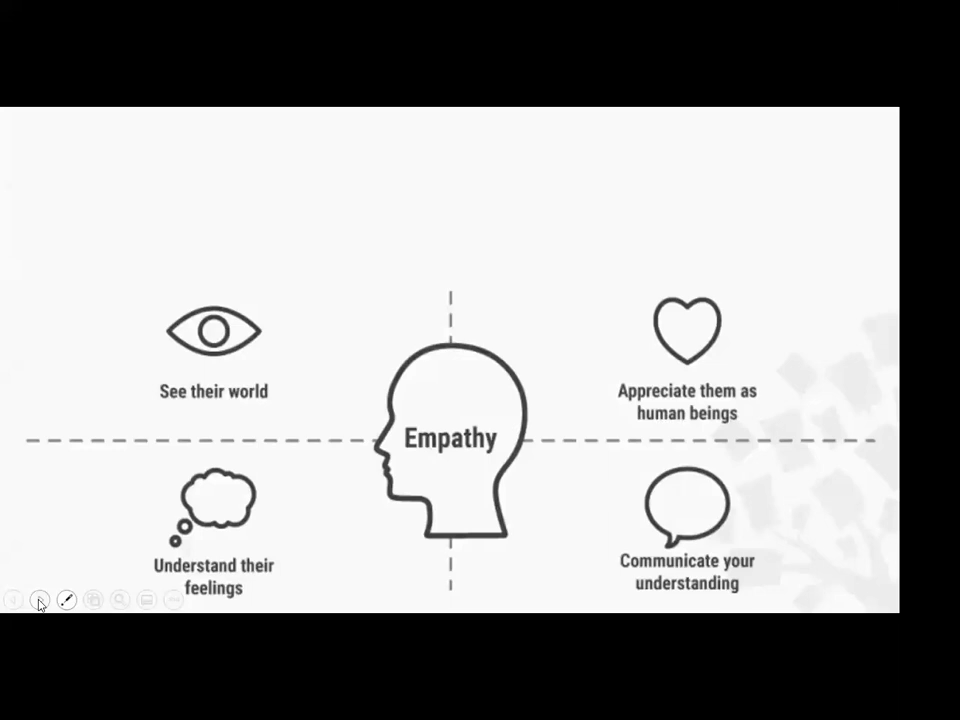 See their world
Appreciate them as
human beings
Empathy
Understand their
feelings
Communicate your
understanding